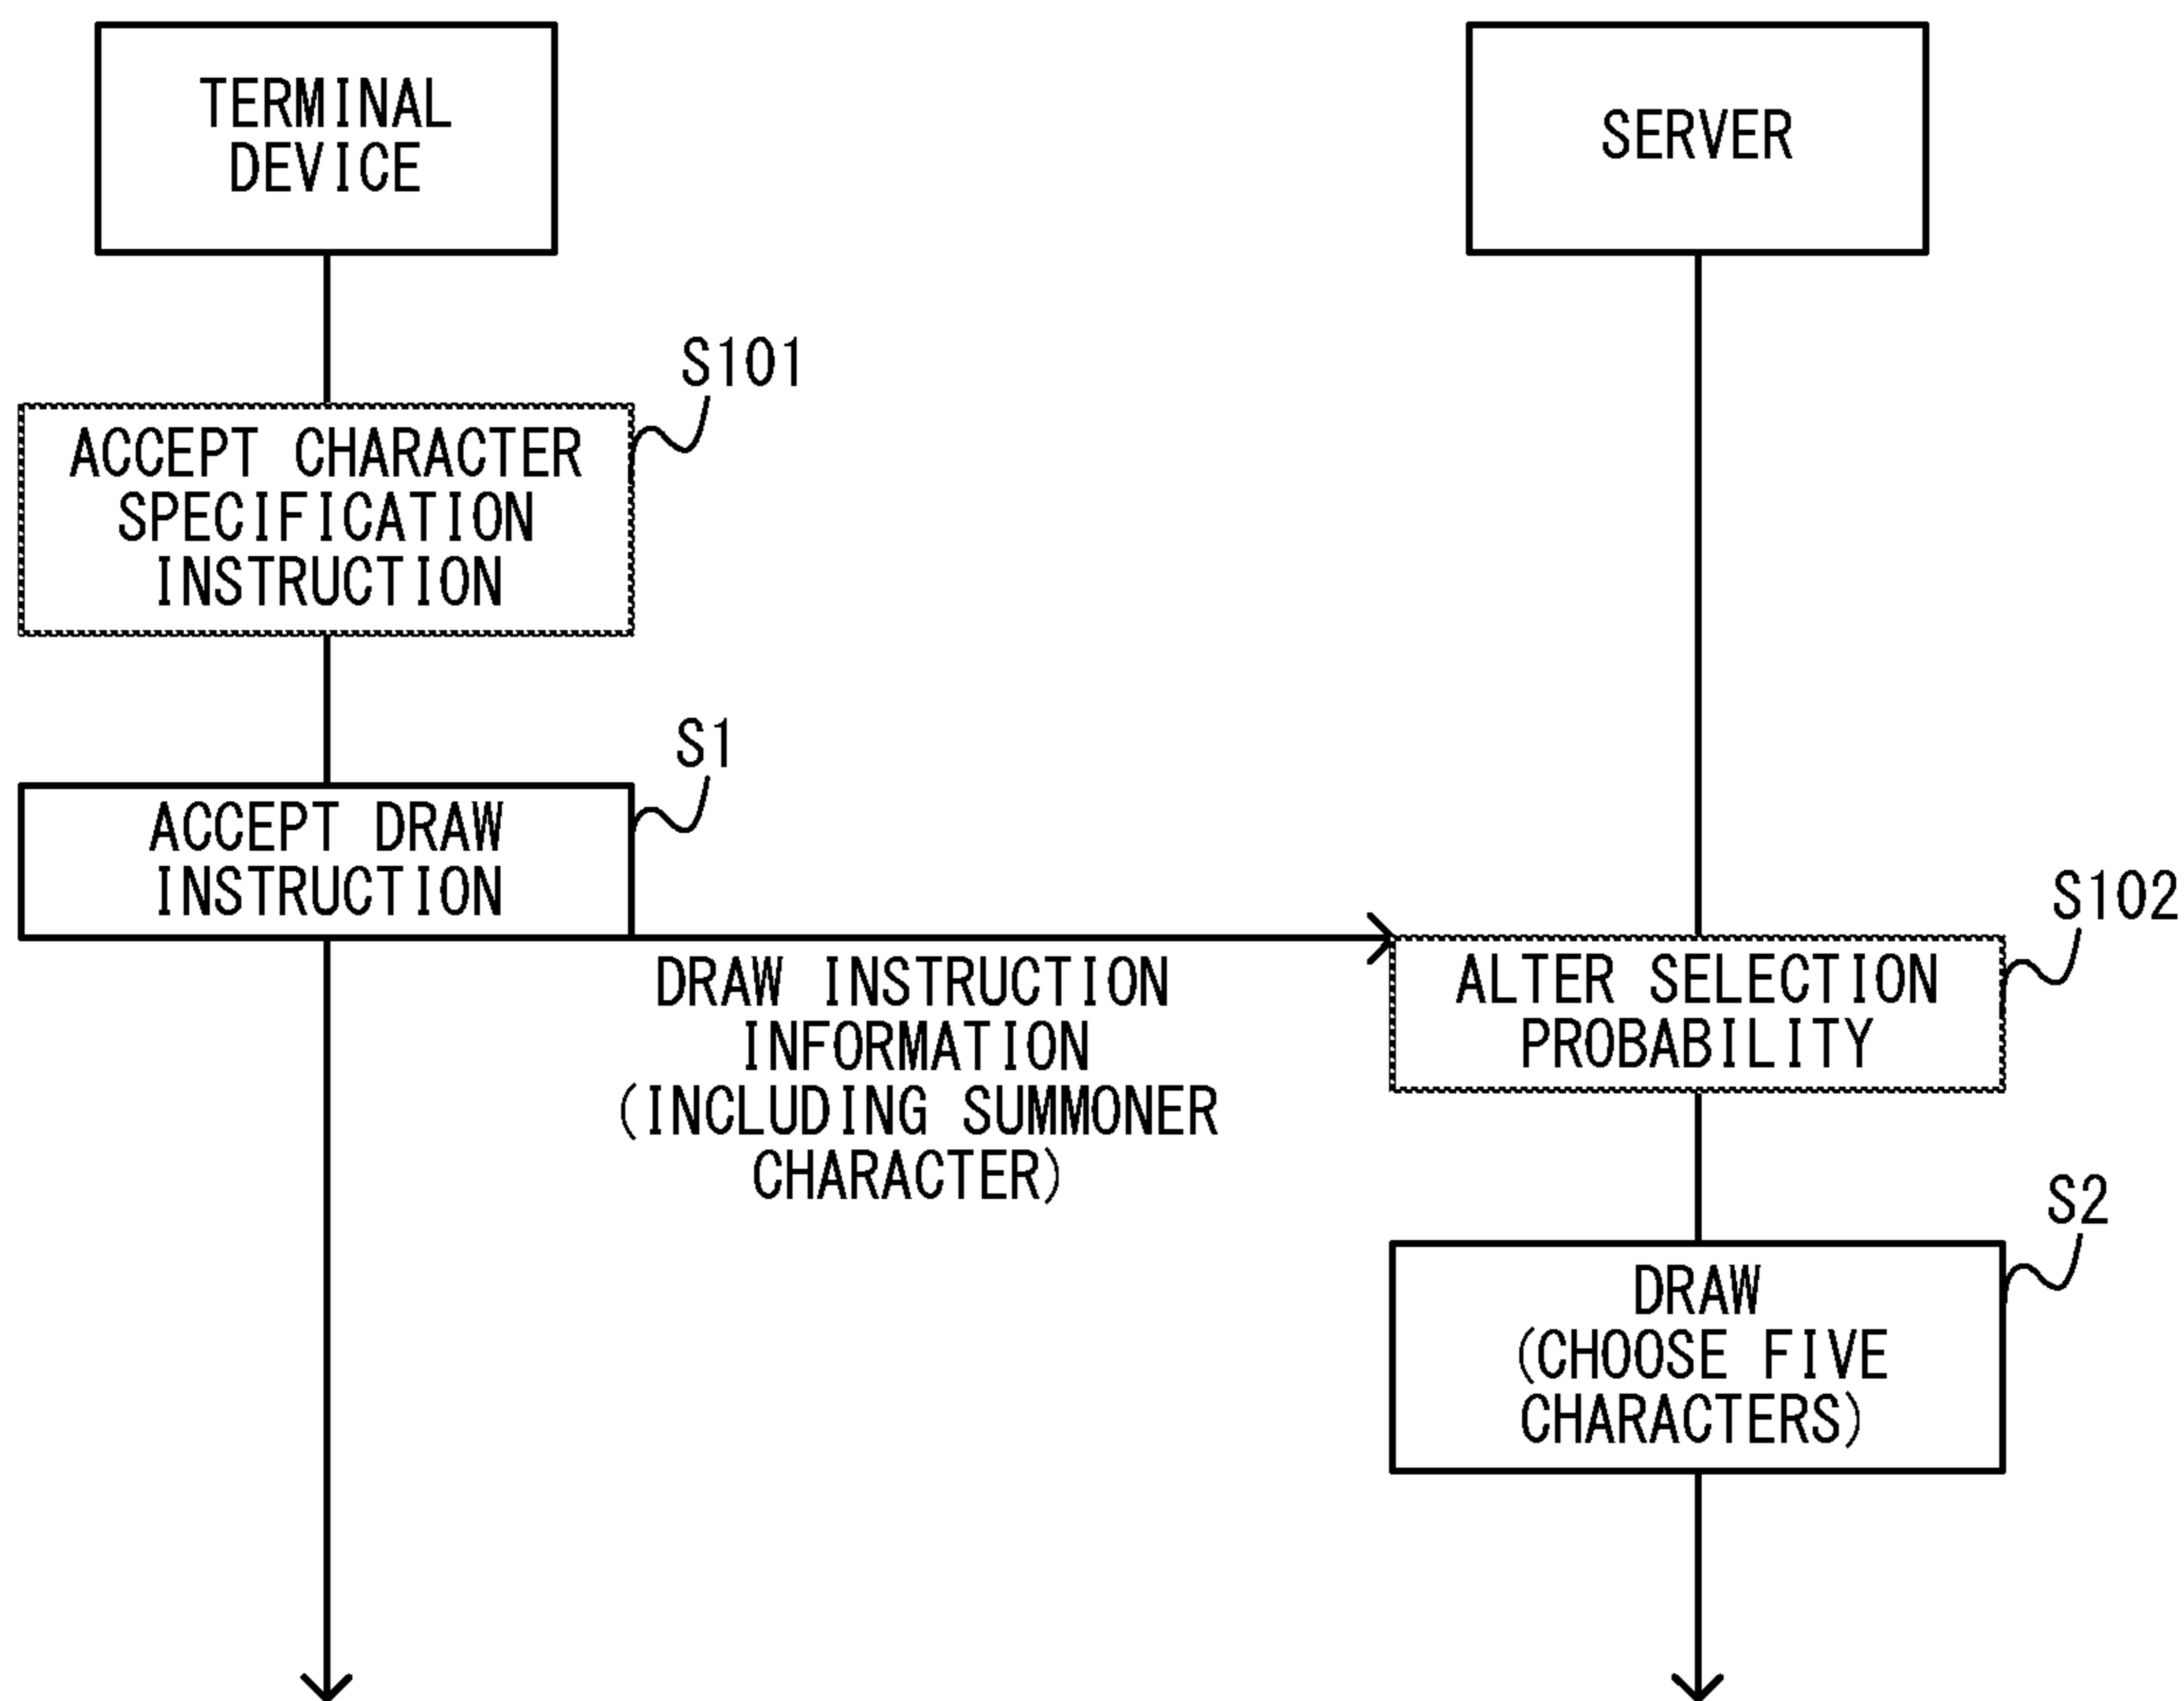 TERMINAL
DEVICE
SERVER
S101
ACCEPT CHARACTER
SPECIFICATION
INSTRUCTION
S1
ACCEPT DRAW
INSTRUCTION
S102
DRAW INSTRUCTION
INFORMATION
(INCLUDING SUMMONER
CHARACTER)
ALTER SELECTION
PROBABILITY
S2
DRAW
(CHOOSE FIVE
CHARACTERS)